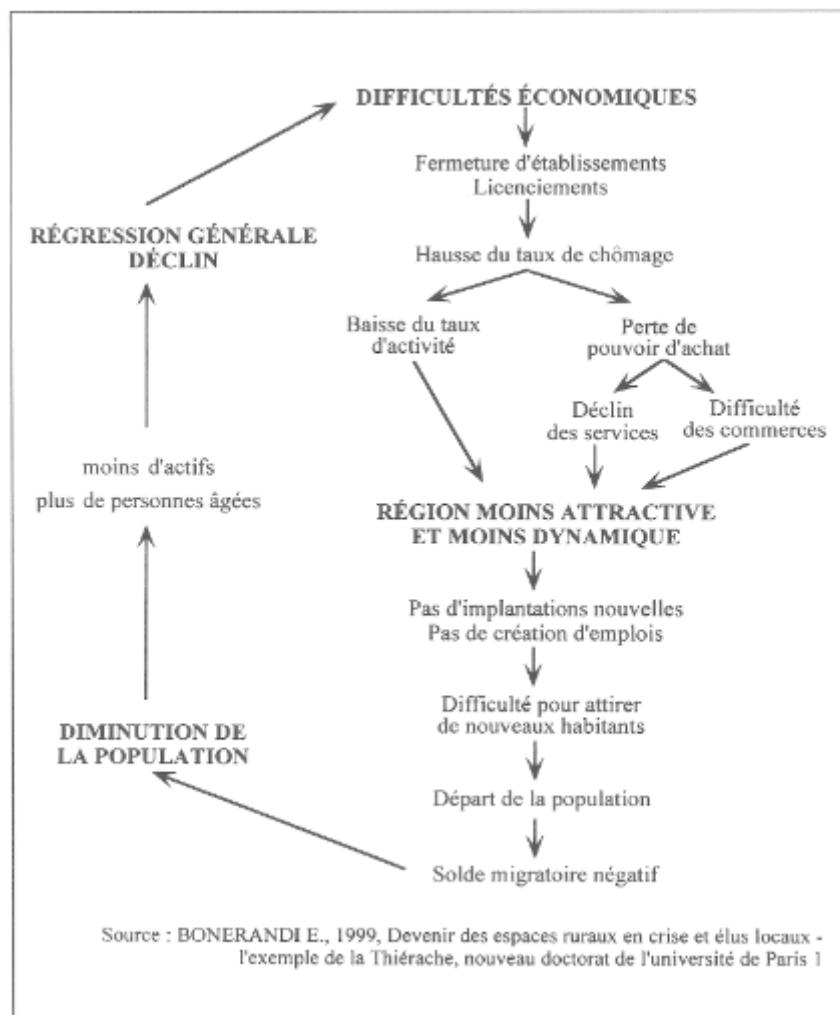 DIFFICULTÉS ÉCONOMIQUES
Fermeture d'établissements
Licenciements
RÉGRESSION GÉNÉRALE
DÉCLIN
Hausse du taux de chômage
Baisse du taux
d'activité
Perte de
pouvoir d'achat
Déclin
des services
Difficulté
des commerces
moins d'actifs
plus de personnes âgées
RÉGION MOINS ATTRACTIVE
ET MOINS DYNAMIQUE
Pas d'implantations nouvelles
Pas de création d'emplois
Difficulté pour attirer
de nouveaux habitants
DIMINUTION DE
LA POPULATION
Départ de la population
Solde migratoire négatif
Source : BONERANDI E., 1999, Devenir des espaces ruraux en crise et élus locaux -
l'exemple de la Thiérache, nouveau doctorat de l'université de Paris 1